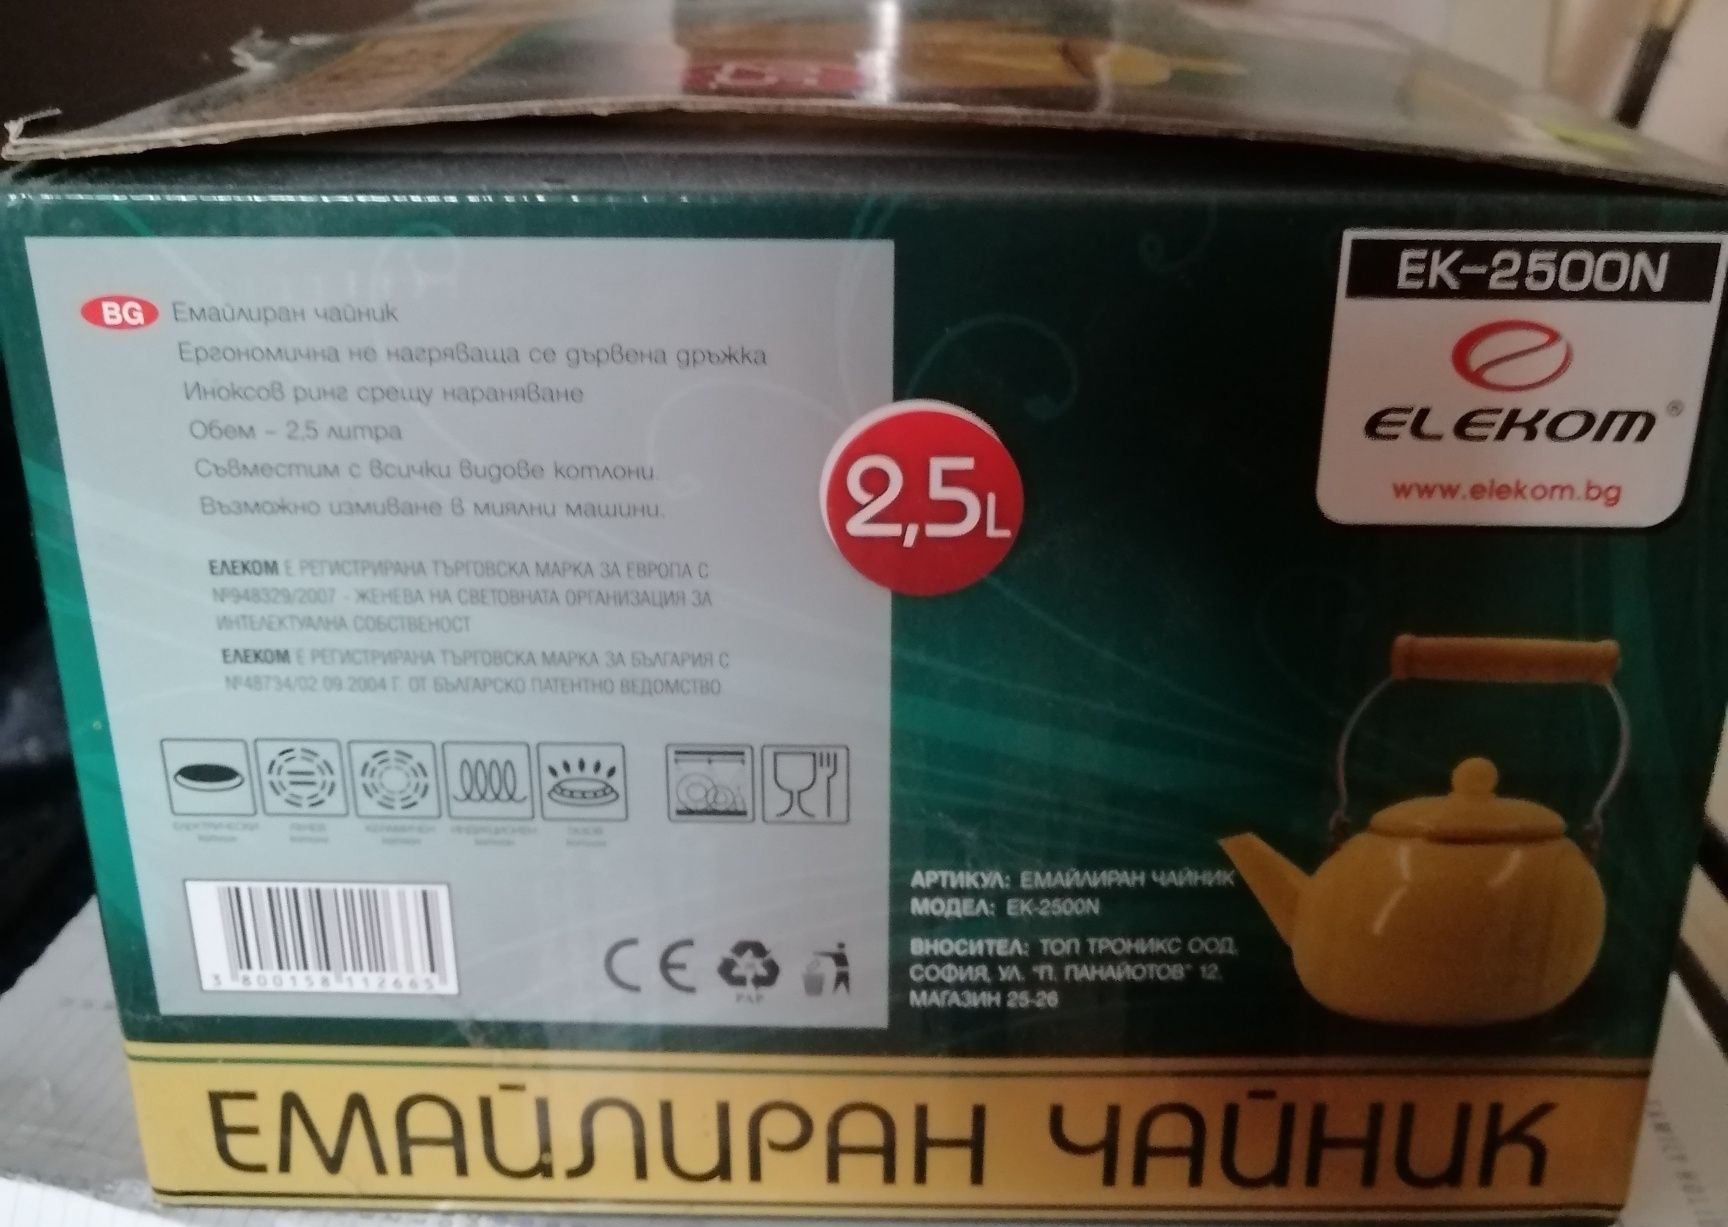 EK-2500N
ELEKOM®
www.elekom.bg
BG Емайлиран чайник
Ергономична не нагряваща се дървена дръжка
Иноксов ринг срещу нараняване
Обем - 2,5 литра
Съвместим с всички видове котлони.
Възможно измиване в миялни машини.
2,5L
ЕЛЕКОМ Е РЕГИСТРИРАНА ТЪРГОВСКА МАРКА ЗА ЕВРОПА С
№948329/2007 - ЖЕНЕВА НА СВЕТОВНАТА ОРГАНИЗАЦИЯ ЗА
ИНТЕЛЕКТУАЛНА СОБСТВЕНОСТ
ЕЛЕКОМ Е РЕГИСТРИРАНА ТЪРГОВСКА МАРКА ЗА БЪЛГАРИЯ С
№48734/02.09.2004 Г. ОТ БЪЛГАРСКО ПАТЕНТНО ВЕДОМСТВО
3 800158 112665
CE
PAP
АРТИКУЛ: ЕМАЙЛИРАН ЧАЙНИК
МОДЕЛ: EK-2500N
ВНОСИТЕЛ: ТОП ТРОНИКС ООД,
СОФИЯ, УЛ. "П. ПАНАЙОТОВ" 12,
МАГАЗИН 25-26
ЕМАЙЛИРАН ЧАЙНИК